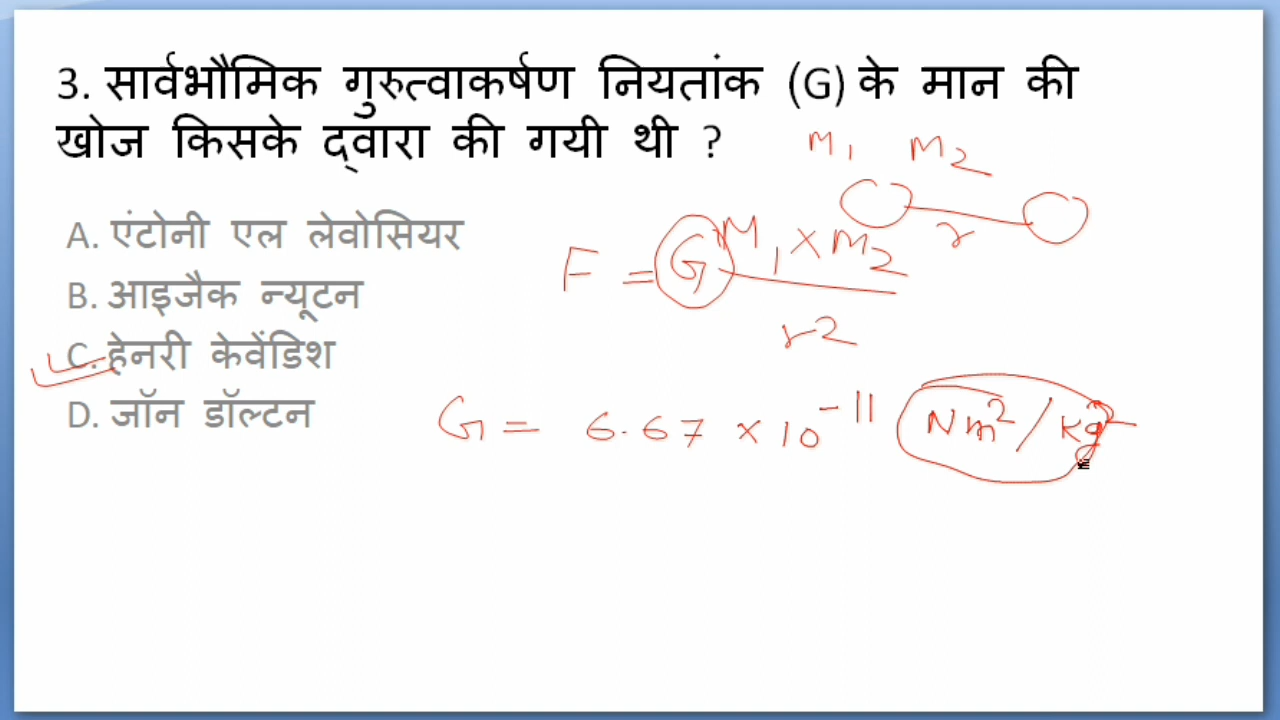 3. सार्वभौमिक गुरुत्वाकर्षण नियतांक (G) के मान की
खोज किसके द्वारा की गयी थी ?
M1 M2
r
A. एंटोनी एल लेवोसियर
F = G M1 × M2
r2
B. आइजैक न्यूटन
C. हेनरी केवेंडिश
D. जॉन डॉल्टन
G = 6.67 × 10⁻¹¹ Nm²/kg²